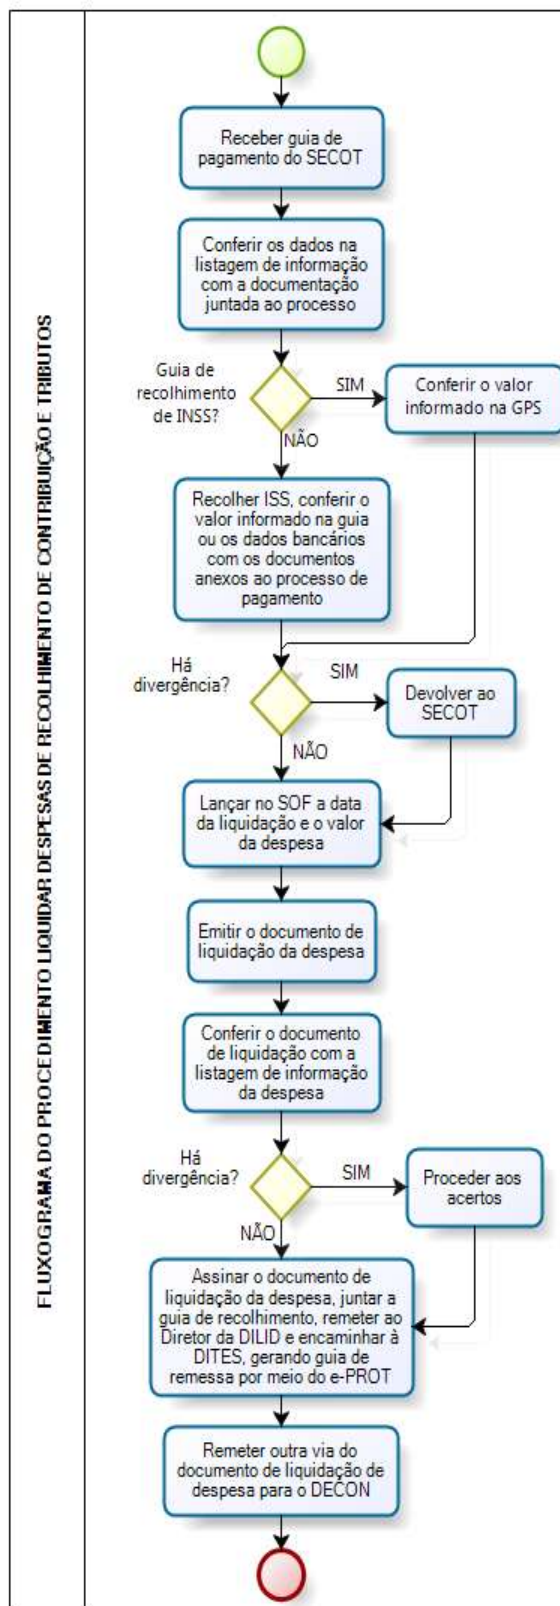 FLUXOGRAMA DO PROCEDIMENTO LIQUIDAR DESPESAS DE RECOLHIMENTO DE CONTRIBUIÇÃO E TRIBUTOS
Receber guia de
pagamento do SECOT
Conferir os dados na
listagem de informação
com a documentação
juntada ao processo
Guia de
recolhimento
de INSS?
SIM
Conferir o valor
informado na GPS
NÃO
Recolher ISS, conferir o
valor informado na guia
ou os dados bancários
com os documentos
anexos ao processo de
pagamento
Há
divergência?
SIM
Devolver ao
SECOT
NÃO
Lançar no SOF a data
da liquidação e o valor
da despesa
Emitir o documento de
liquidação da despesa
Conferir o documento
de liquidação com a
listagem de informação
da despesa
Há
divergência?
SIM
Proceder aos
acertos
NÃO
Assinar o documento de
liquidação da despesa, juntar a
guia de recolhimento, remeter ao
Diretor da DILID e encaminhar à
DITES, gerando guia de
remessa por meio do e-PROT
Remeter outra via do
documento de liquidação de
despesa para o DECON